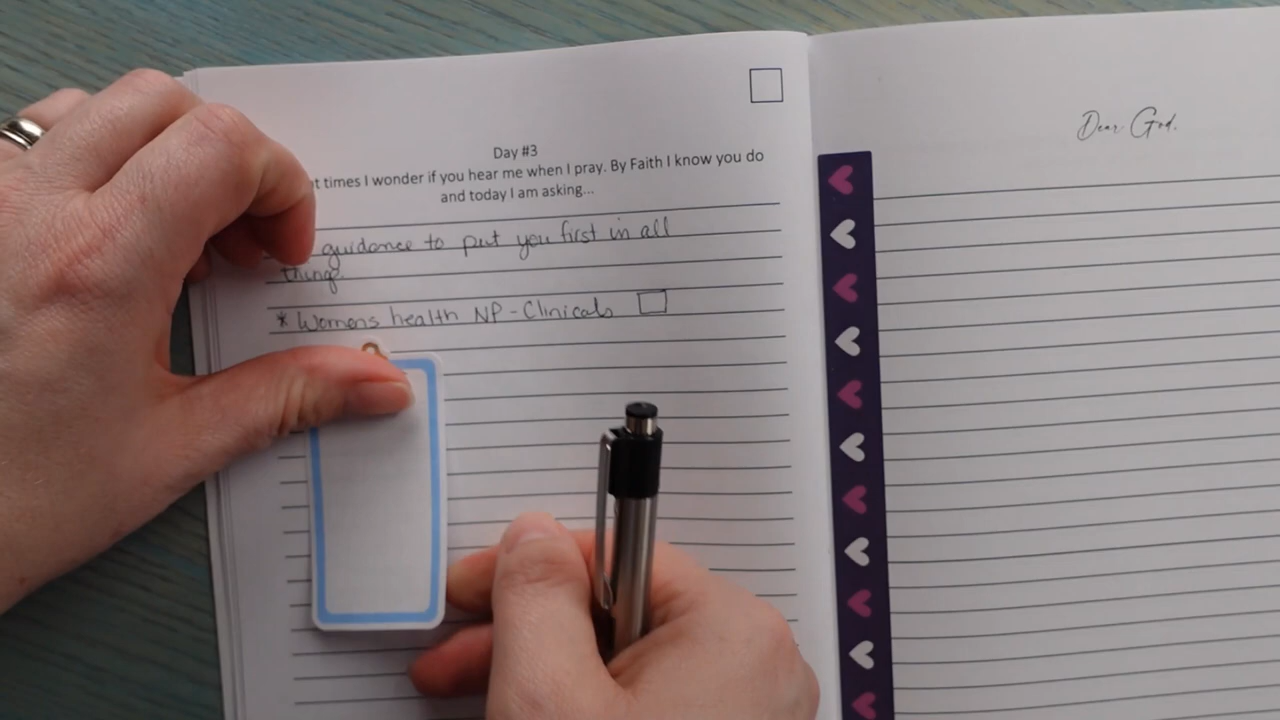 Day #3
t times I wonder if you hear me when I pray. By Faith I know you do
and today I am asking...
guidance to put you first in all
things.
* Womens health NP - Clinicals
Dear God,